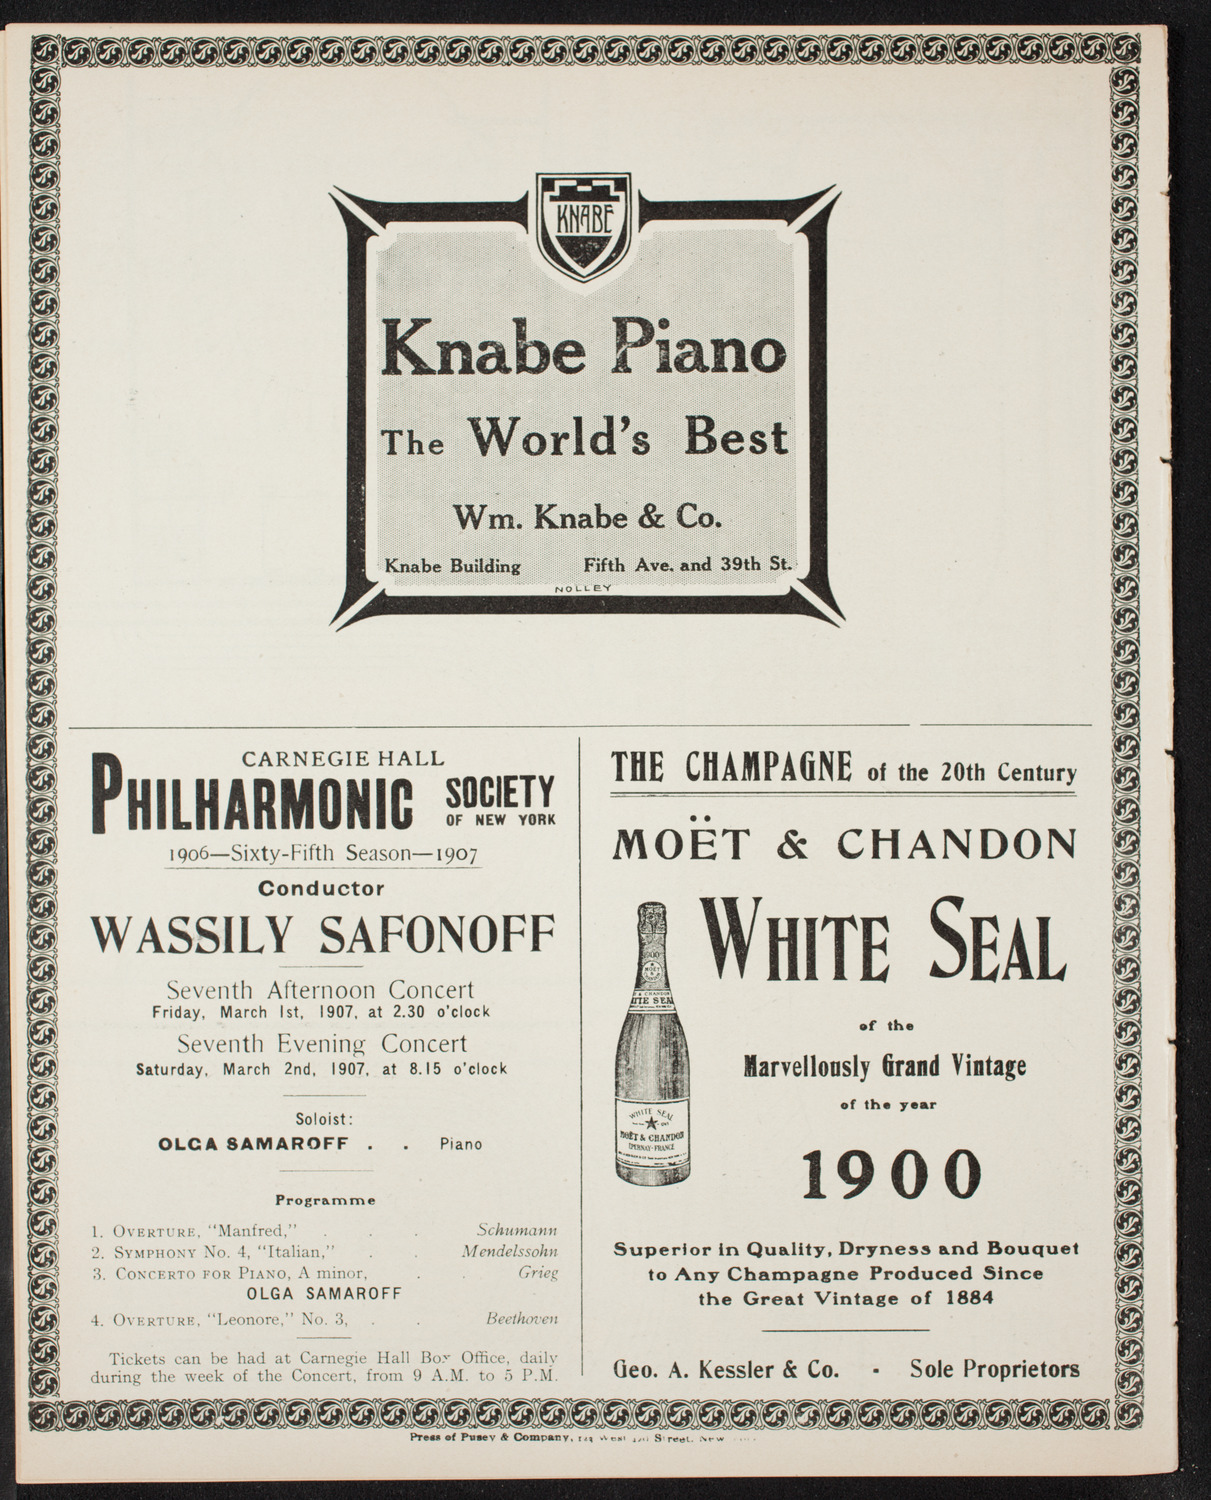 KNABE
Knabe Piano
The World's Best
Wm. Knabe & Co.
Knabe Building Fifth Ave. and 39th St.
NOLLEY
CARNEGIE HALL
PHILHARMONIC SOCIETY
OF NEW YORK
1906—Sixty-Fifth Season—1907
Conductor
WASSILY SAFONOFF
Seventh Afternoon Concert
Friday, March 1st, 1907, at 2.30 o'clock
Seventh Evening Concert
Saturday, March 2nd, 1907, at 8.15 o'clock
Soloist:
OLGA SAMAROFF . . Piano
Programme
1. OVERTURE, "Manfred," . . . Schumann
2. SYMPHONY No. 4, "Italian," . . Mendelssohn
3. CONCERTO FOR PIANO, A minor, . . Grieg
OLGA SAMAROFF
4. OVERTURE, "Leonore," No. 3, . . Beethoven
Tickets can be had at Carnegie Hall Box Office, daily
during the week of the Concert, from 9 A.M. to 5 P.M.
THE CHAMPAGNE of the 20th Century
MOËT & CHANDON
WHITE SEAL
of the
Marvellously Grand Vintage
of the year
1900
WHITE SEAL
MOËT & CHANDON
EPERNAY-FRANCE
Superior in Quality, Dryness and Bouquet
to Any Champagne Produced Since
the Great Vintage of 1884
Geo. A. Kessler & Co. - Sole Proprietors
Press of Pusey & Company, West Street, New